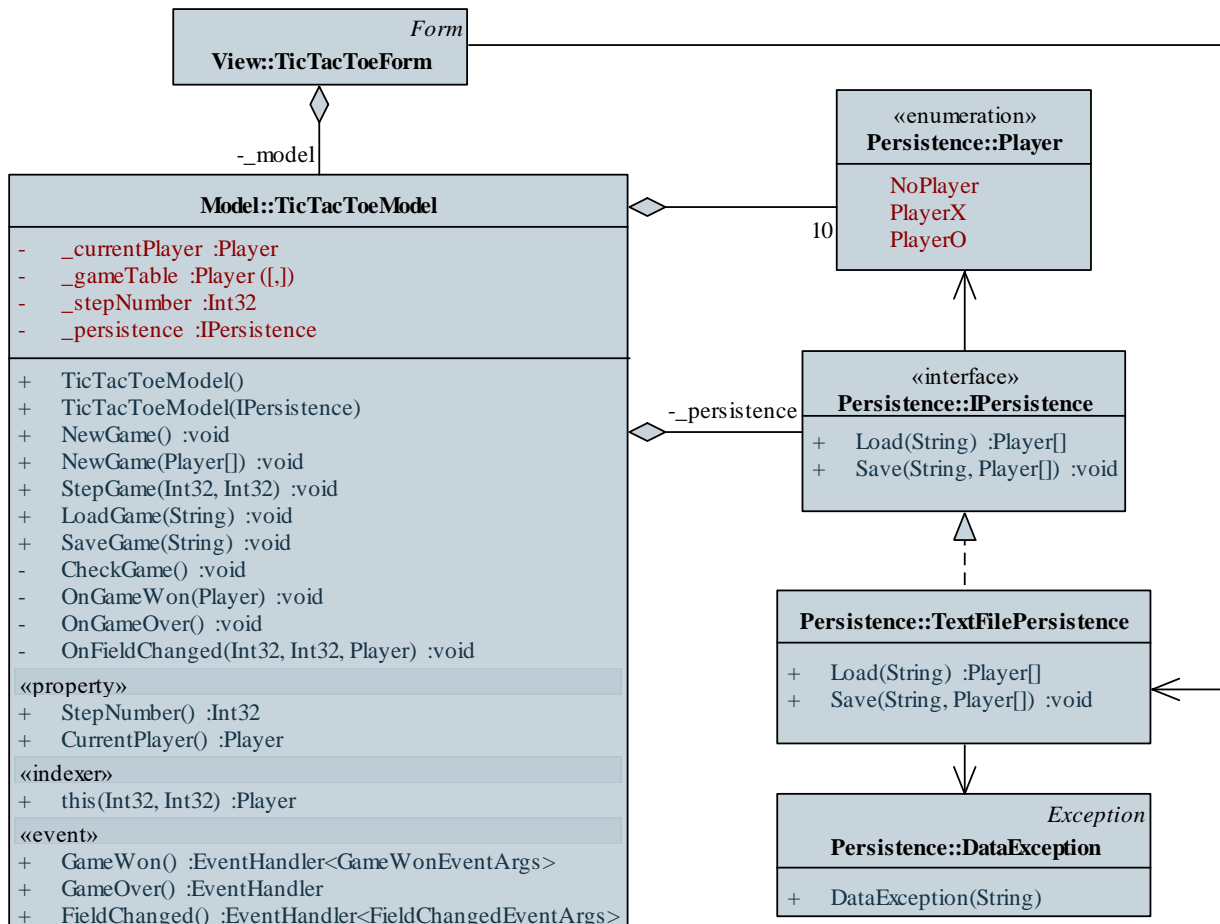 Form
View::TicTacToeForm
-_model
Model::TicTacToeModel
- _currentPlayer :Player
- _gameTable :Player ([,])
- _stepNumber :Int32
- _persistence :IPersistence
+ TicTacToeModel()
+ TicTacToeModel(IPersistence)
+ NewGame() :void
+ NewGame(Player[]) :void
+ StepGame(Int32, Int32) :void
+ LoadGame(String) :void
+ SaveGame(String) :void
- CheckGame() :void
- OnGameWon(Player) :void
- OnGameOver() :void
- OnFieldChanged(Int32, Int32, Player) :void
«property»
+ StepNumber() :Int32
+ CurrentPlayer() :Player
«indexer»
+ this(Int32, Int32) :Player
«event»
+ GameWon() :EventHandler<GameWonEventArgs>
+ GameOver() :EventHandler
+ FieldChanged() :EventHandler<FieldChangedEventArgs>
«enumeration»
Persistence::Player
NoPlayer
PlayerX
PlayerO
10
-_persistence
«interface»
Persistence::IPersistence
+ Load(String) :Player[]
+ Save(String, Player[]) :void
Persistence::TextFilePersistence
+ Load(String) :Player[]
+ Save(String, Player[]) :void
Exception
Persistence::DataException
+ DataException(String)